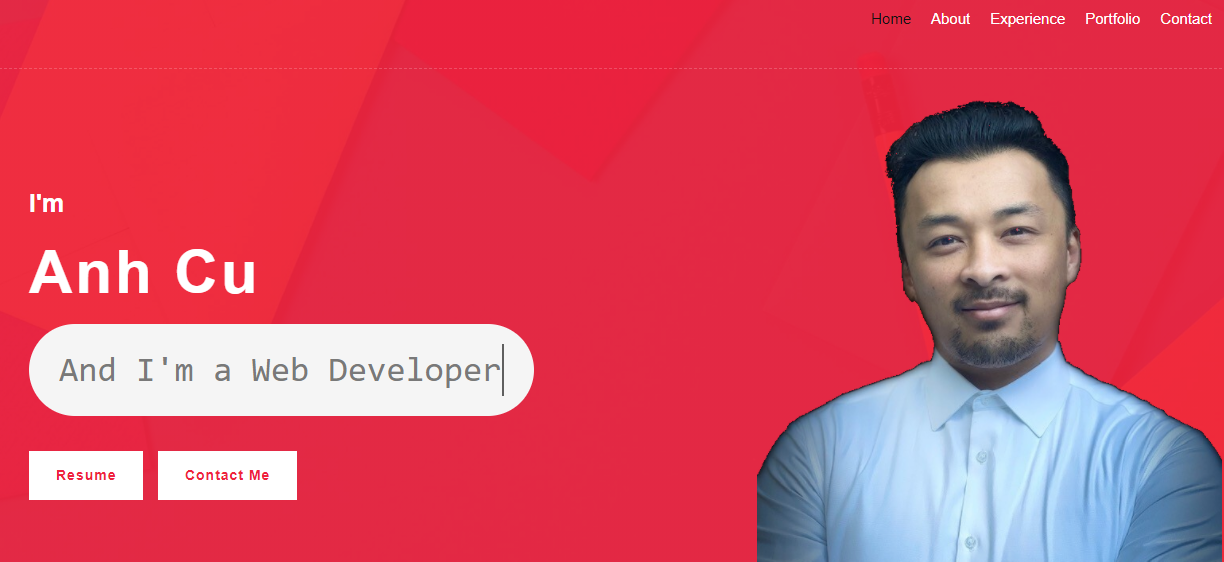 Home About Experience Portfolio Contact
I'm
Anh Cu
And I'm a Web Developer
Resume Contact Me